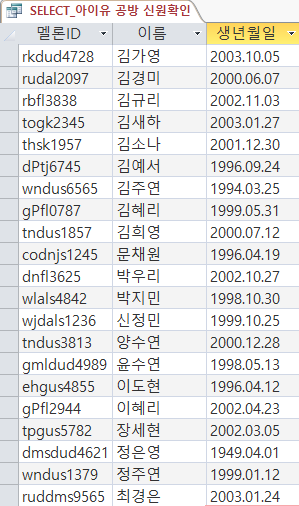 SELECT_아이유 공방 신원확인
멜론ID 이름 생년월일
rkdud4728 김가영 2003.10.05
rudal2097 김경미 2000.06.07
rbfl3838 김규리 2002.11.03
togk2345 김새하 2003.01.27
thsk1957 김소나 2001.12.30
dPtj6745 김예서 1996.09.24
wndus6565 김주연 1994.03.25
gPfl0787 김혜리 1999.05.31
tndus1857 김희영 2000.07.12
codnjs1245 문채원 1996.04.19
dnfl3625 박우리 2002.10.27
wlals4842 박지민 1998.10.30
wjdals1236 신정민 1999.10.25
tndus3813 양수연 2000.12.28
gmldud4989 윤수연 1998.05.13
ehgus4855 이도현 1996.04.12
gPfl2944 이혜리 2002.04.23
tpgus5782 장세현 2002.03.05
dmsdud4621 정은영 1949.04.01
wndus1379 정주연 1999.01.12
ruddms9565 최경은 2003.01.24